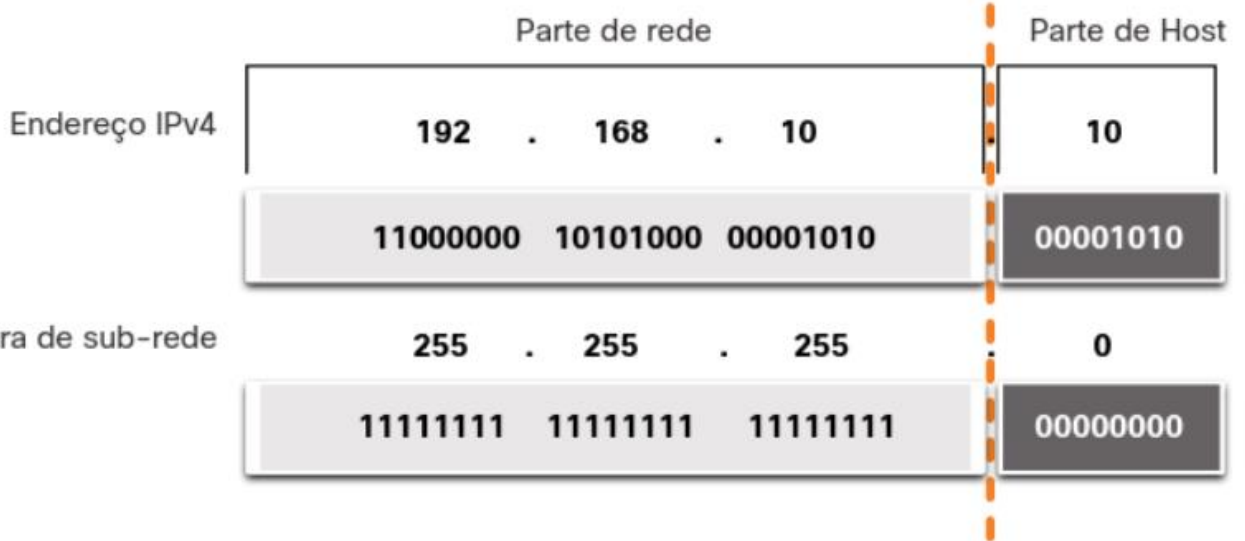 Parte de rede Parte de Host
Endereço IPv4 192 . 168 . 10 . 10
11000000 10101000 00001010 00001010
ra de sub-rede 255 . 255 . 255 . 0
11111111 11111111 11111111 00000000